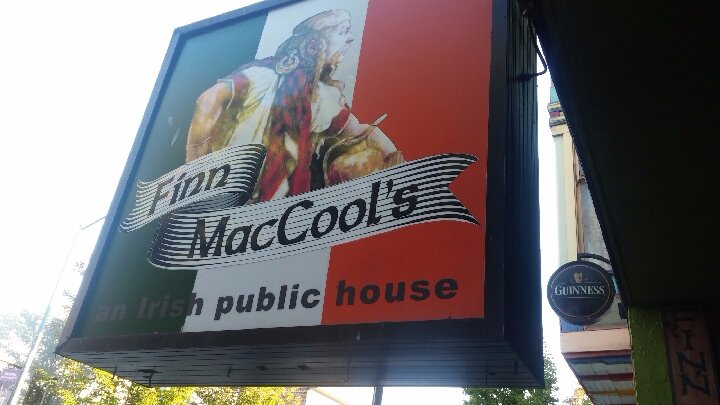 Finn
MacCool's
an Irish public house
GUINNESS
FINN